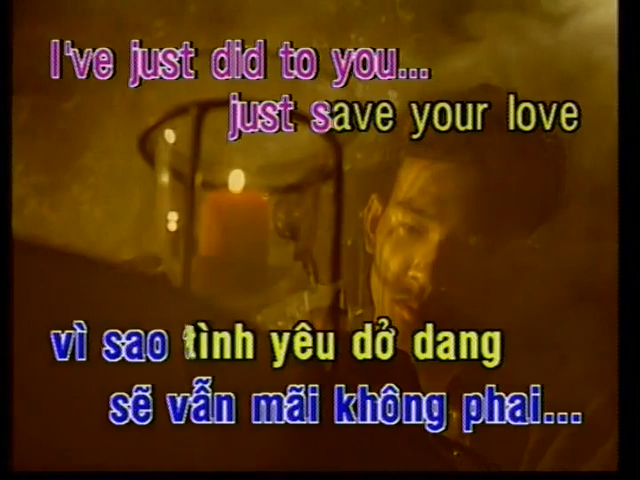 I've just did to you...
just save your love
vì sao tình yêu dở dang
sẽ vẫn mãi không phai...